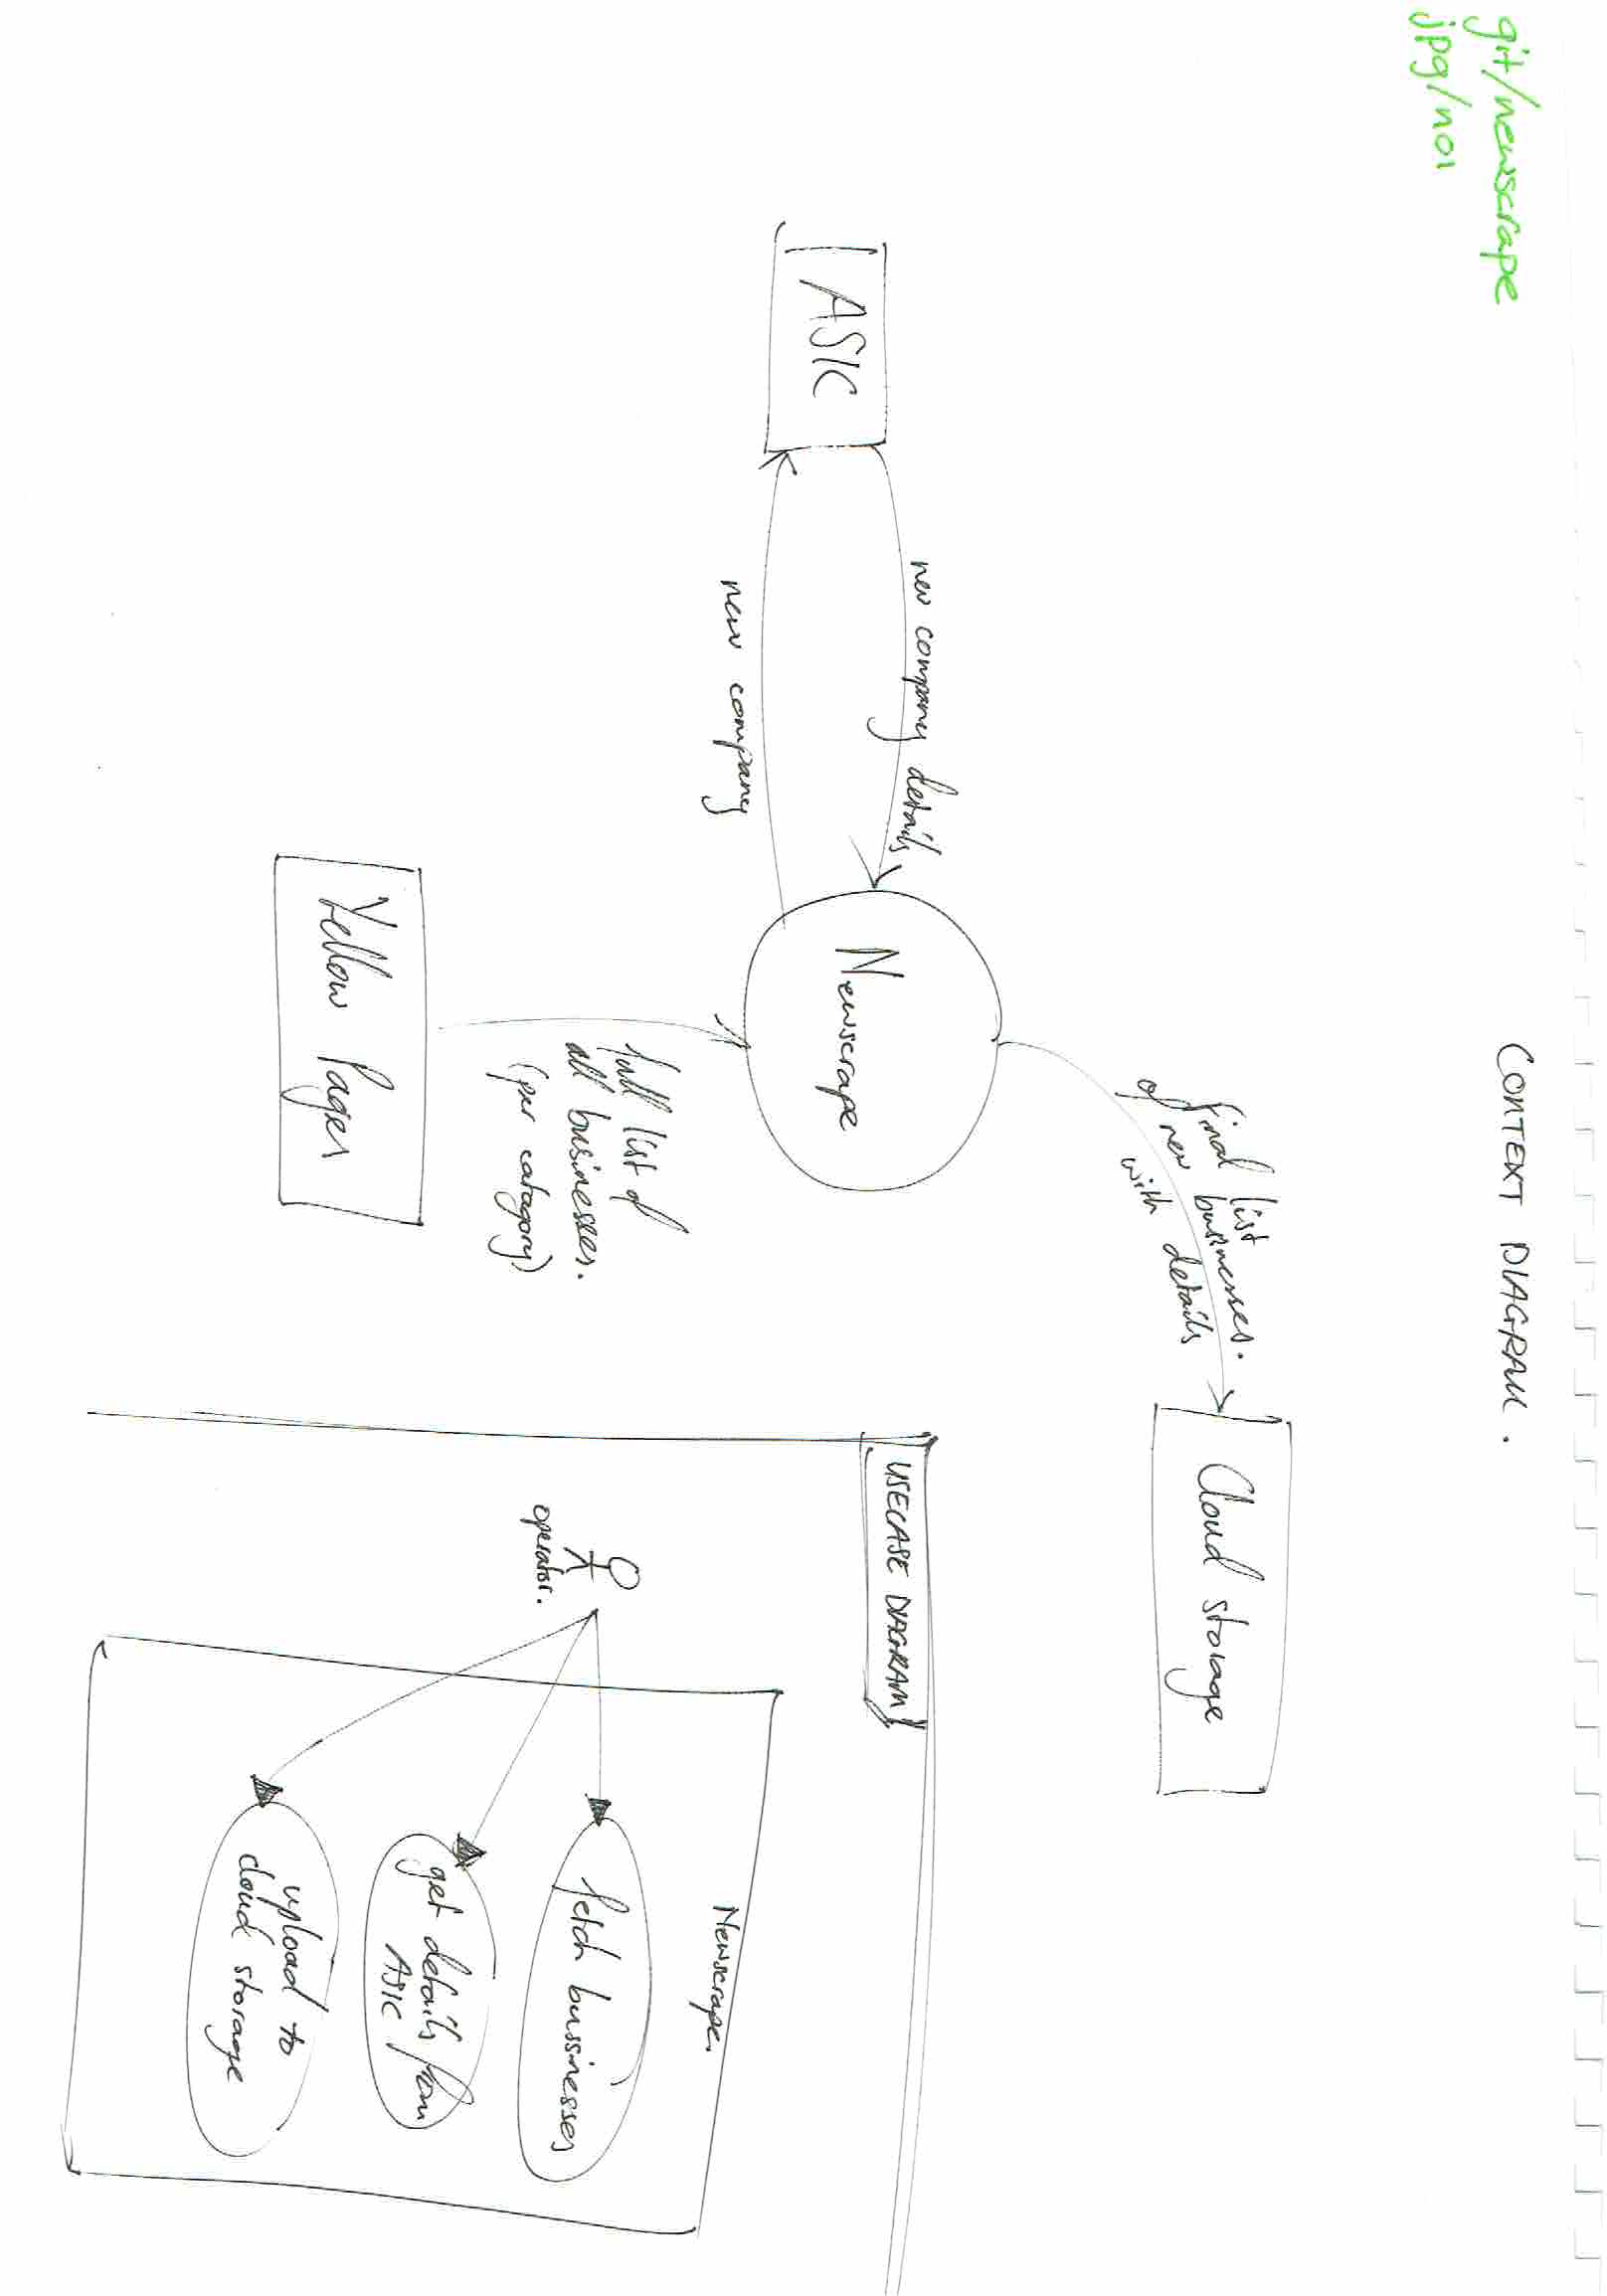 git/newscrape
jpg/no1
CONTEXT DIAGRAM.
final list
of new businesses.
with details
Cloud storage
new company details
ASIC
Newscrape
new company
full list of
all businesses.
(per catagory)
Yellow Pages
USECASE DIAGRAM
Newscrape.
operator.
fetch bussinesses
get details from
ASIC
upload to
cloud storage